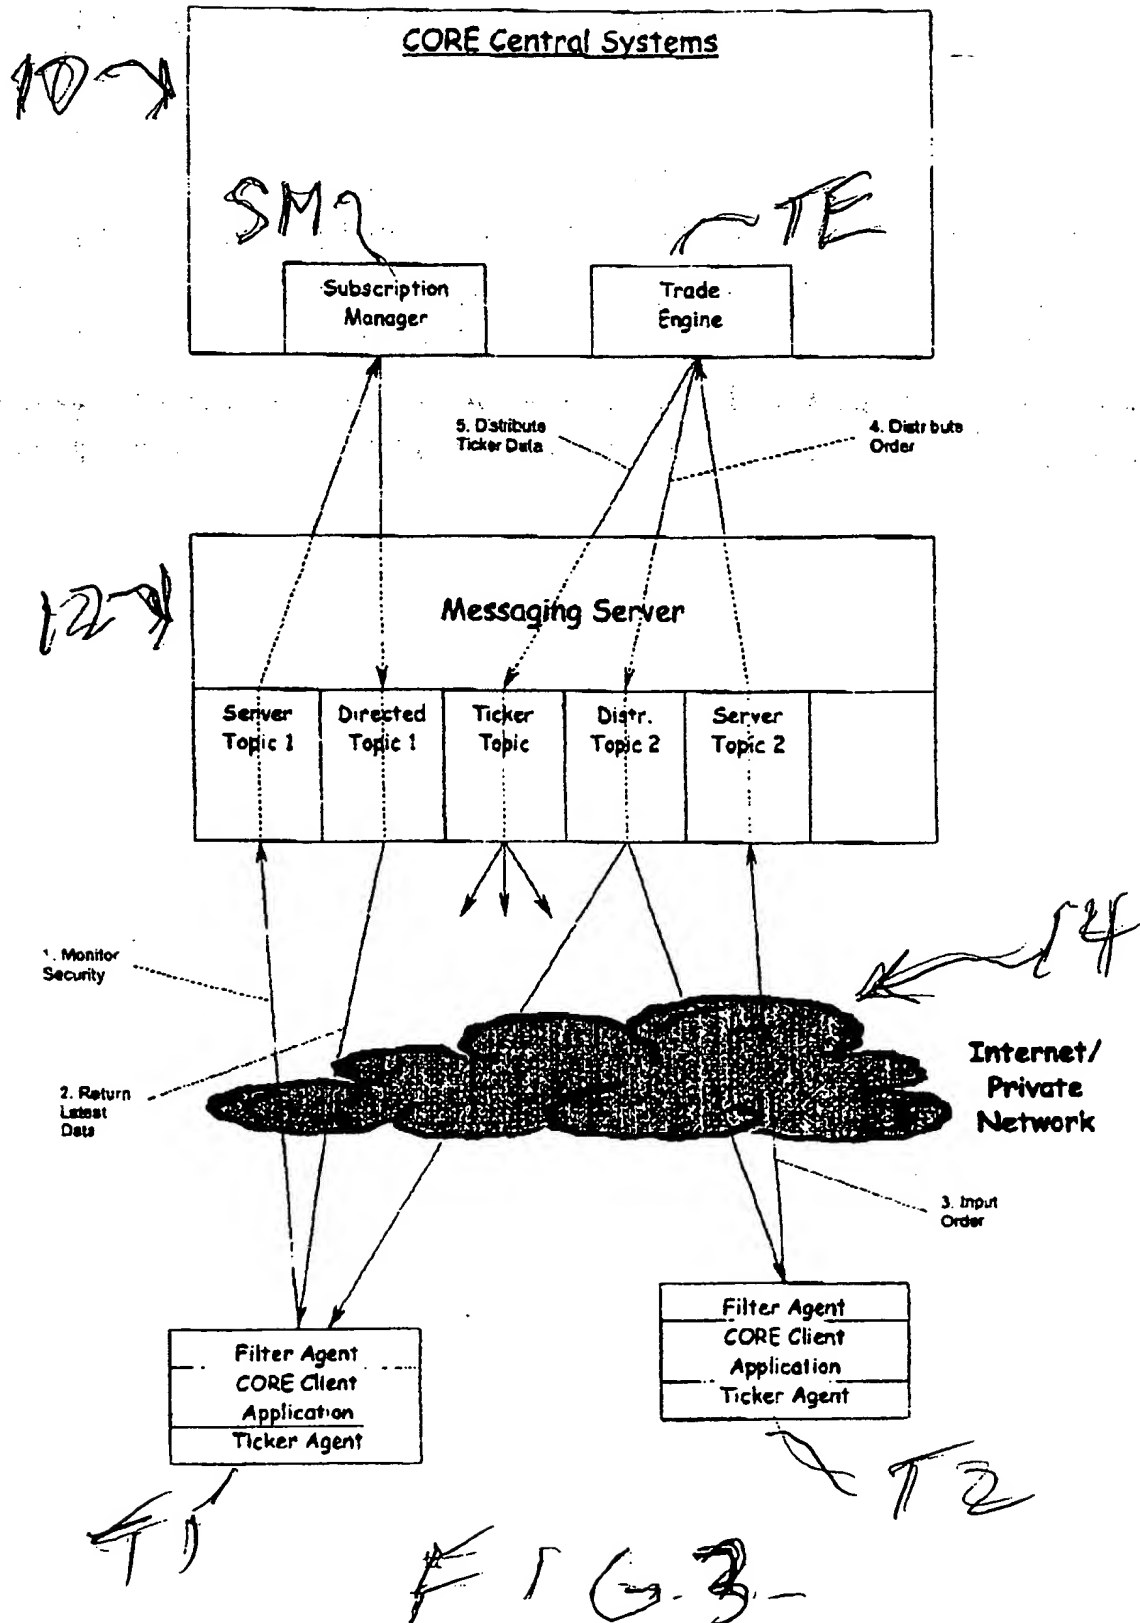 CORE Central Systems
10
SM
TE
Subscription
Manager
Trade
Engine
5. Distribute
Ticker Data
4. Distribute
Order
12
Messaging Server
Server
Topic 1
Directed
Topic 1
Ticker
Topic
Distr.
Topic 2
Server
Topic 2
14
1. Monitor
Security
Internet/
Private
Network
2. Return
Latest
Data
3. Input
Order
Filter Agent
CORE Client
Application
Ticker Agent
Filter Agent
CORE Client
Application
Ticker Agent
T1
T2
FIG.3.